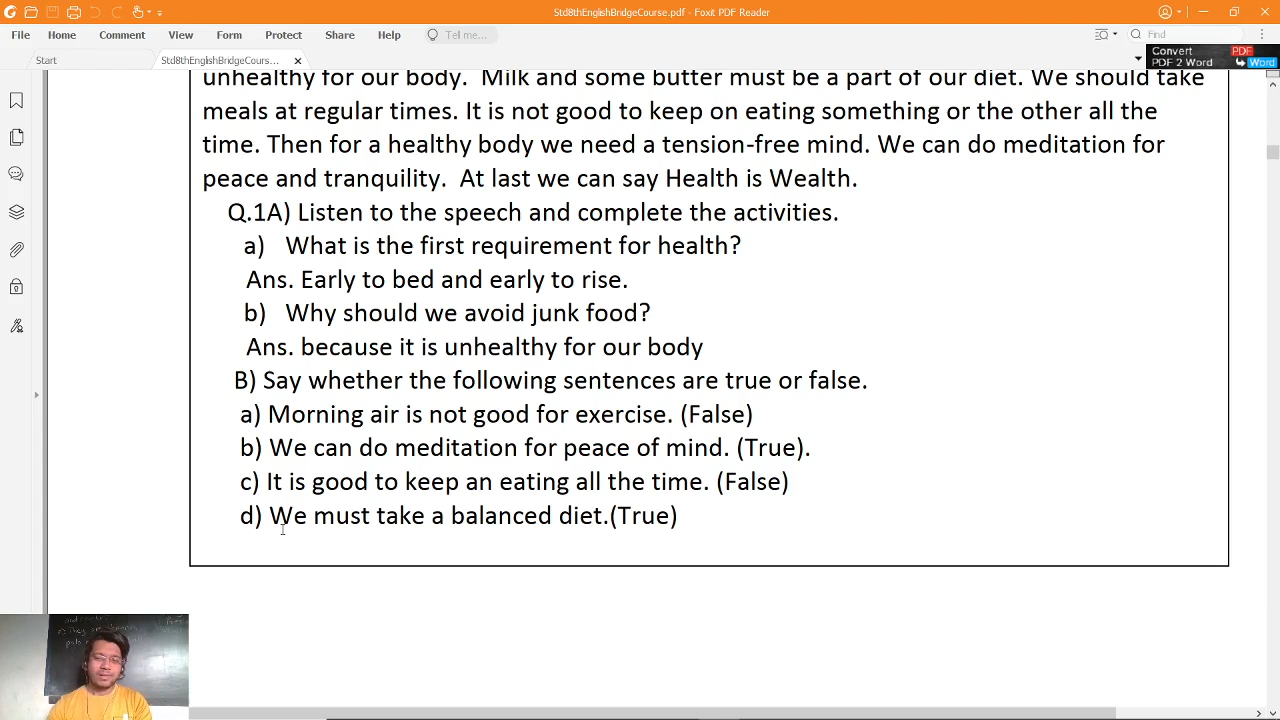 Std8thEnglishBridgeCourse.pdf - Foxit PDF Reader
File Home Comment View Form Protect Share Help Tell me... Find
Start Std8thEnglishBridgeCours...
Convert PDF
PDF 2 Word Word
unhealthy for our body.  Milk and some butter must be a part of our diet. We should take
meals at regular times. It is not good to keep on eating something or the other all the
time. Then for a healthy body we need a tension-free mind. We can do meditation for
peace and tranquility.  At last we can say Health is Wealth.
Q.1A) Listen to the speech and complete the activities.
a) What is the first requirement for health?
Ans. Early to bed and early to rise.
b) Why should we avoid junk food?
Ans. because it is unhealthy for our body
B) Say whether the following sentences are true or false.
a) Morning air is not good for exercise. (False)
b) We can do meditation for peace of mind. (True).
c) It is good to keep an eating all the time. (False)
d) We must take a balanced diet.(True)